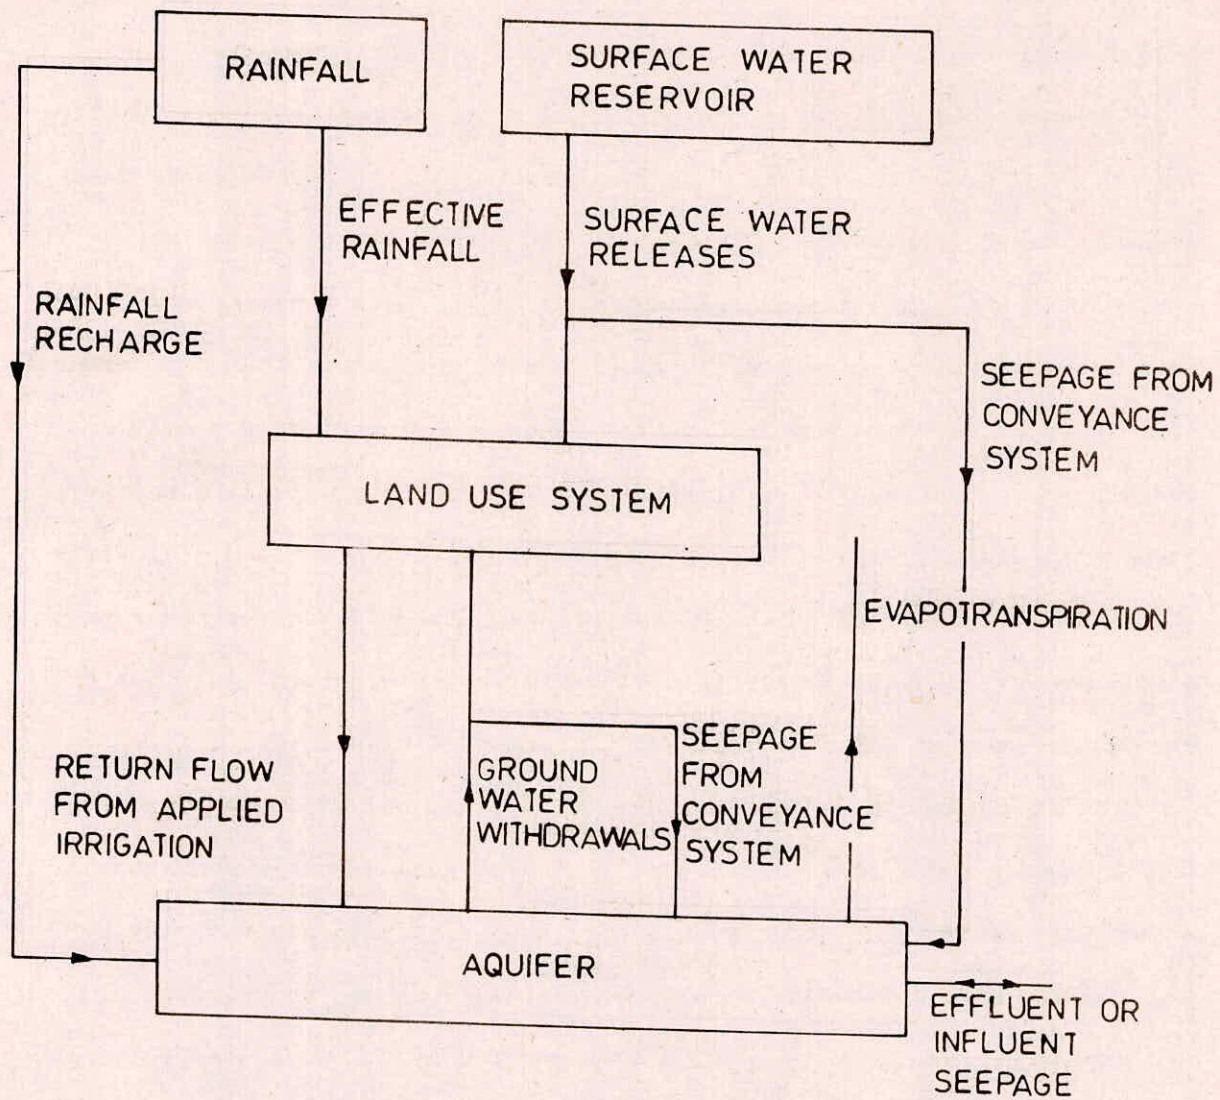 RAINFALL
SURFACE WATER
RESERVOIR
EFFECTIVE
RAINFALL
SURFACE WATER
RELEASES
RAINFALL
RECHARGE
SEEPAGE FROM
CONVEYANCE
SYSTEM
LAND USE SYSTEM
EVAPOTRANSPIRATION
RETURN FLOW
FROM APPLIED
IRRIGATION
GROUND
WATER
WITHDRAWALS
SEEPAGE
FROM
CONVEYANCE
SYSTEM
AQUIFER
EFFLUENT OR
INFLUENT
SEEPAGE